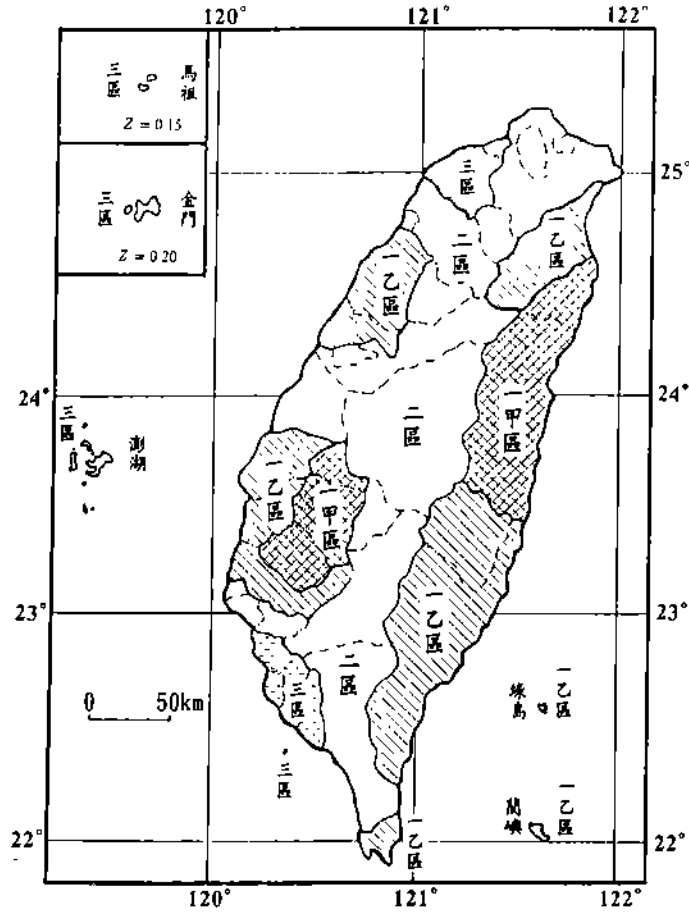 120°
121°
122°
三區
馬祖
Z = 0.15
三區
金門
Z = 0.20
25°
三區
二區
一乙區
一乙區
24°
24°
一甲區
二區
三區
澎湖
一乙區
一甲區
23°
23°
一乙區
二區
三區
0 50km
三區
綠島
一乙區
蘭嶼
一乙區
22°
22°
一乙區
120°
121°